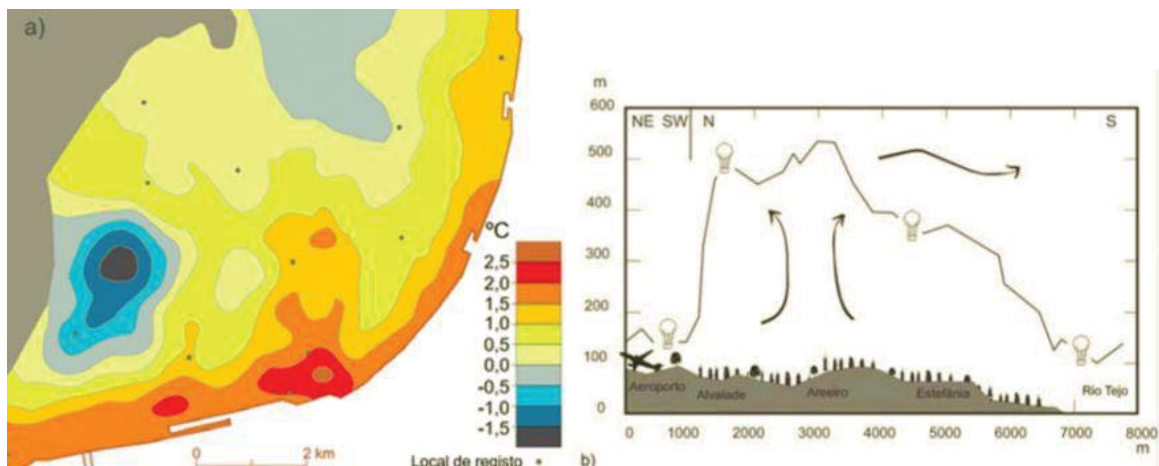 a)
ºC
2,5
2,0
1,5
1,0
0,5
0,0
-0,5
-1,0
-1,5
0 2 km
Local de registo
b)
m
600
500
400
300
200
100
0
NE SW N S
Aeroporto Alvalade Areeiro Estefânia Rio Tejo
0 1000 2000 3000 4000 5000 6000 7000 8000
m